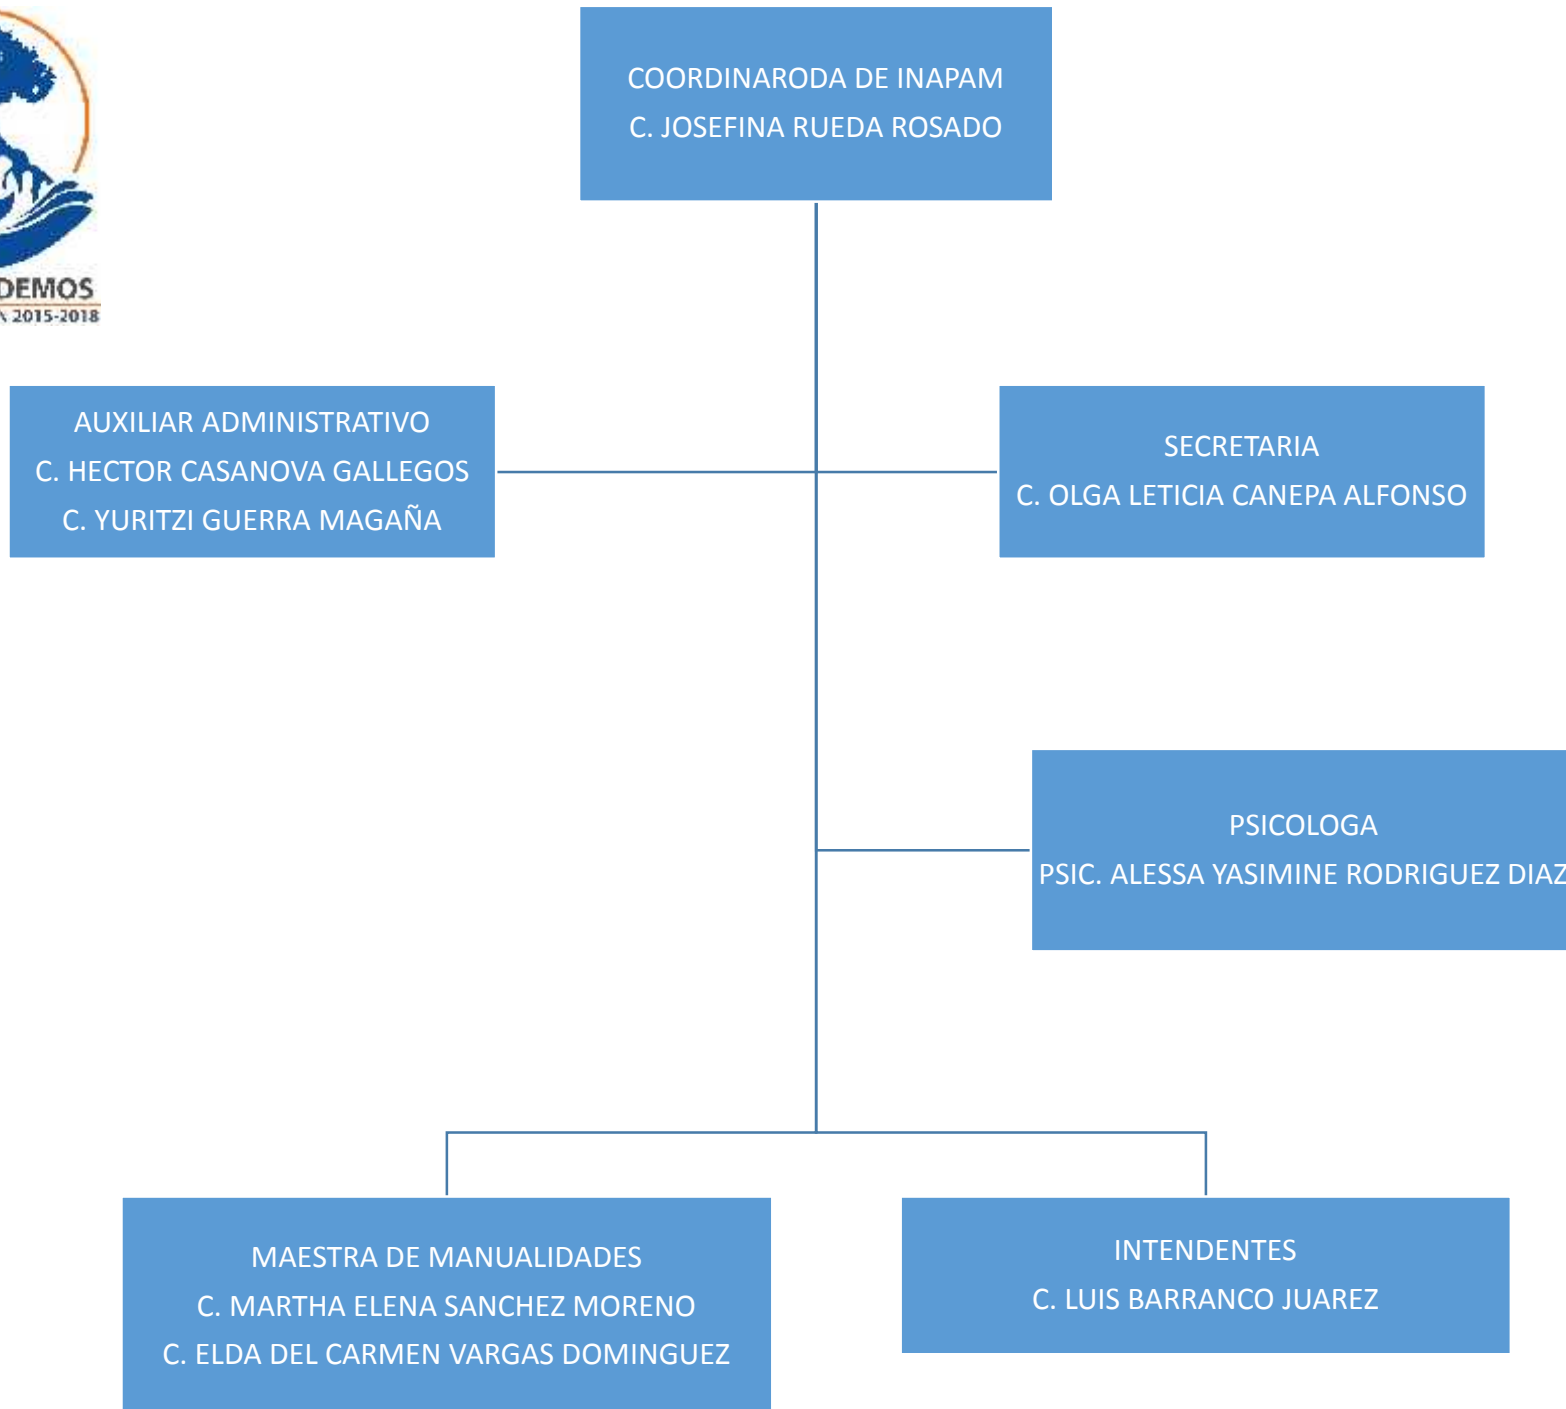 COORDINARODA DE INAPAM
C. JOSEFINA RUEDA ROSADO
DEMOS
2015-2018
AUXILIAR ADMINISTRATIVO
C. HECTOR CASANOVA GALLEGOS
C. YURITZI GUERRA MAGAÑA
SECRETARIA
C. OLGA LETICIA CANEPA ALFONSO
PSICOLOGA
PSIC. ALESSA YASIMINE RODRIGUEZ DIAZ
MAESTRA DE MANUALIDADES
C. MARTHA ELENA SANCHEZ MORENO
C. ELDA DEL CARMEN VARGAS DOMINGUEZ
INTENDENTES
C. LUIS BARRANCO JUAREZ